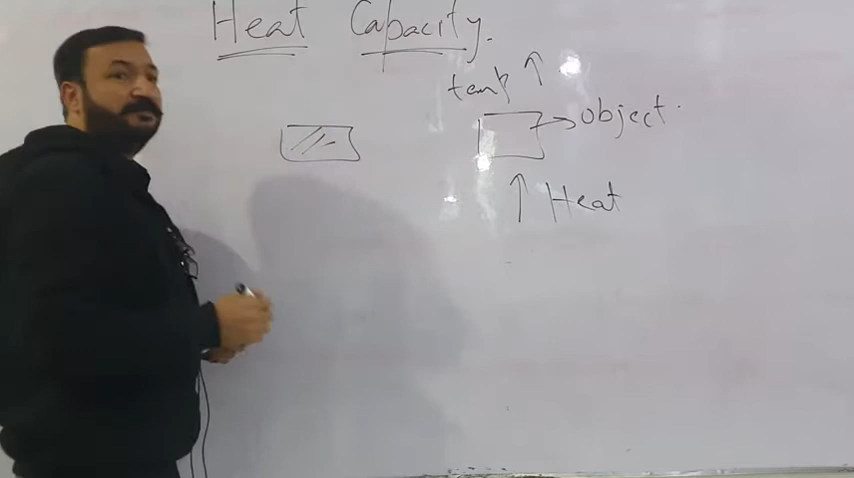 Heat Capacity.
temp ↑
object.
↑ Heat